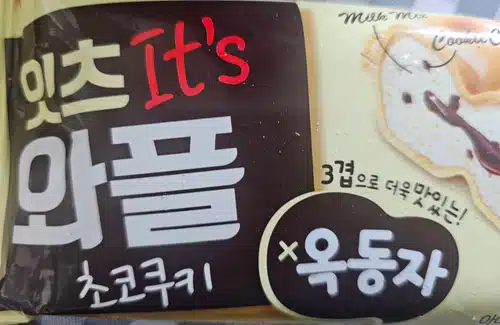 잇츠 It's
와플
초코쿠키
Milk Mix
Cookie
3겹으로 더욱 맛있는!
×옥동자